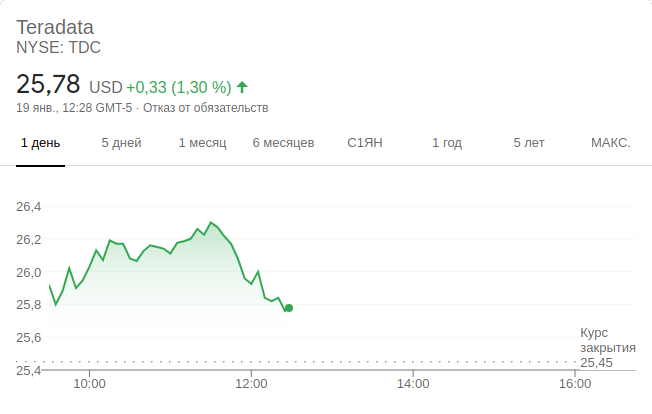 Teradata
NYSE: TDC
25,78 USD +0,33 (1,30 %)
19 янв., 12:28 GMT-5 · Отказ от обязательств
1 день 5 дней 1 месяц 6 месяцев С1ЯН 1 год 5 лет МАКС.
26,4
26,2
26,0
25,8
25,6
25,4
Курс
закрытия
25,45
10:00 12:00 14:00 16:00